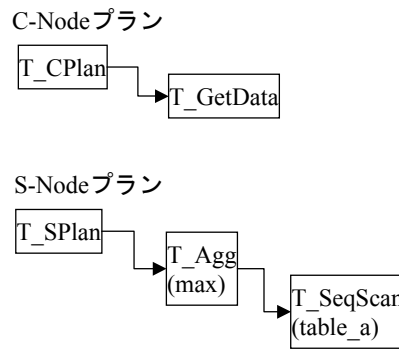 C-Nodeプラン
T_CPlan
T_GetData
S-Nodeプラン
T_SPlan
T_Agg
(max)
T_SeqScan
(table_a)